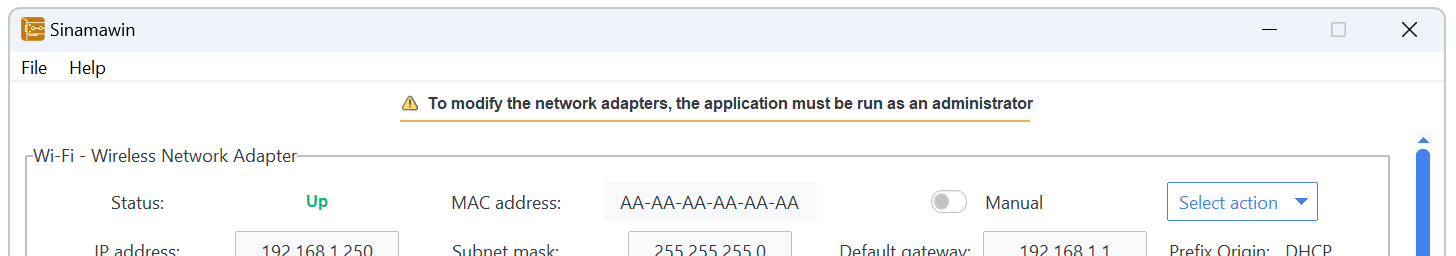 Sinamawin
File Help
To modify the network adapters, the application must be run as an administrator
Wi-Fi - Wireless Network Adapter
Status: Up MAC address: AA-AA-AA-AA-AA-AA Manual Select action
IP address: 192.168.1.250 Subnet mask: 255.255.255.0 Default gateway: 192.168.1.1 Prefix Origin: DHCP